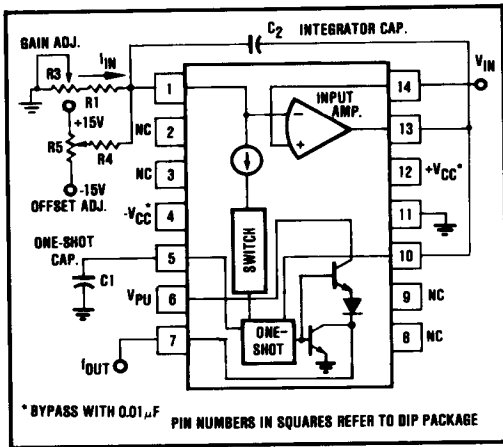 C2 INTEGRATOR CAP.
GAIN ADJ.
IIN
R3
R1
VIN
1
14
INPUT
AMP.
−
+
+15V
NC
2
13
R5
R4
NC
3
12
+VCC*
-15V
OFFSET ADJ.
-VCC*
4
11
ONE-SHOT
CAP.
SWITCH
5
10
C1
VPU
6
9
NC
ONE-
SHOT
7
8
NC
fOUT
* BYPASS WITH 0.01µF
PIN NUMBERS IN SQUARES REFER TO DIP PACKAGE